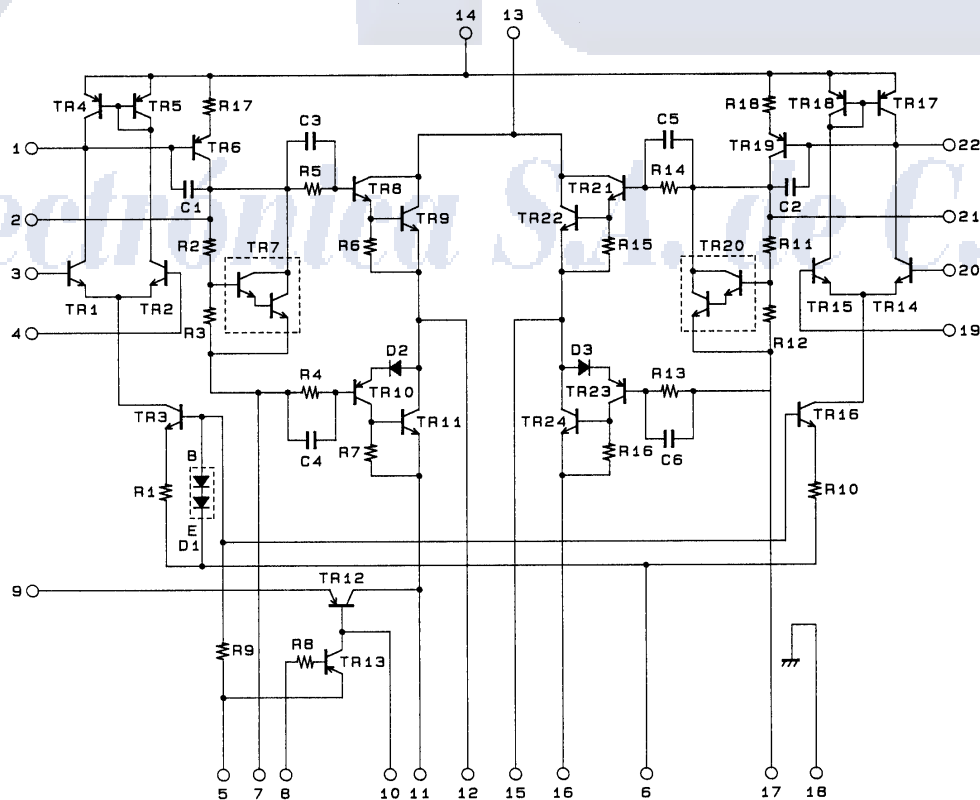 14 13
TR4 TR5 R17 C3 C5 R18 TR18 TR17
1 TR6 R5 R14 TR19 22
TR8 TR21
C1 C2
2 TR9 TR22 21
R2 TR7 R6 R15 TR20 R11
3 20
TR1 TR2 TR15 TR14
4 R3 R12 19
D2 D3
R4 TR10 TR23 R13
TR3 TR11 TR24 TR16
C4 R7 R16 C6
B
R1 R10
E
D1
9 TR12
R8
R9 TR13
5 7 8 10 11 12 15 16 6 17 18
ectrónica S.A. de C.